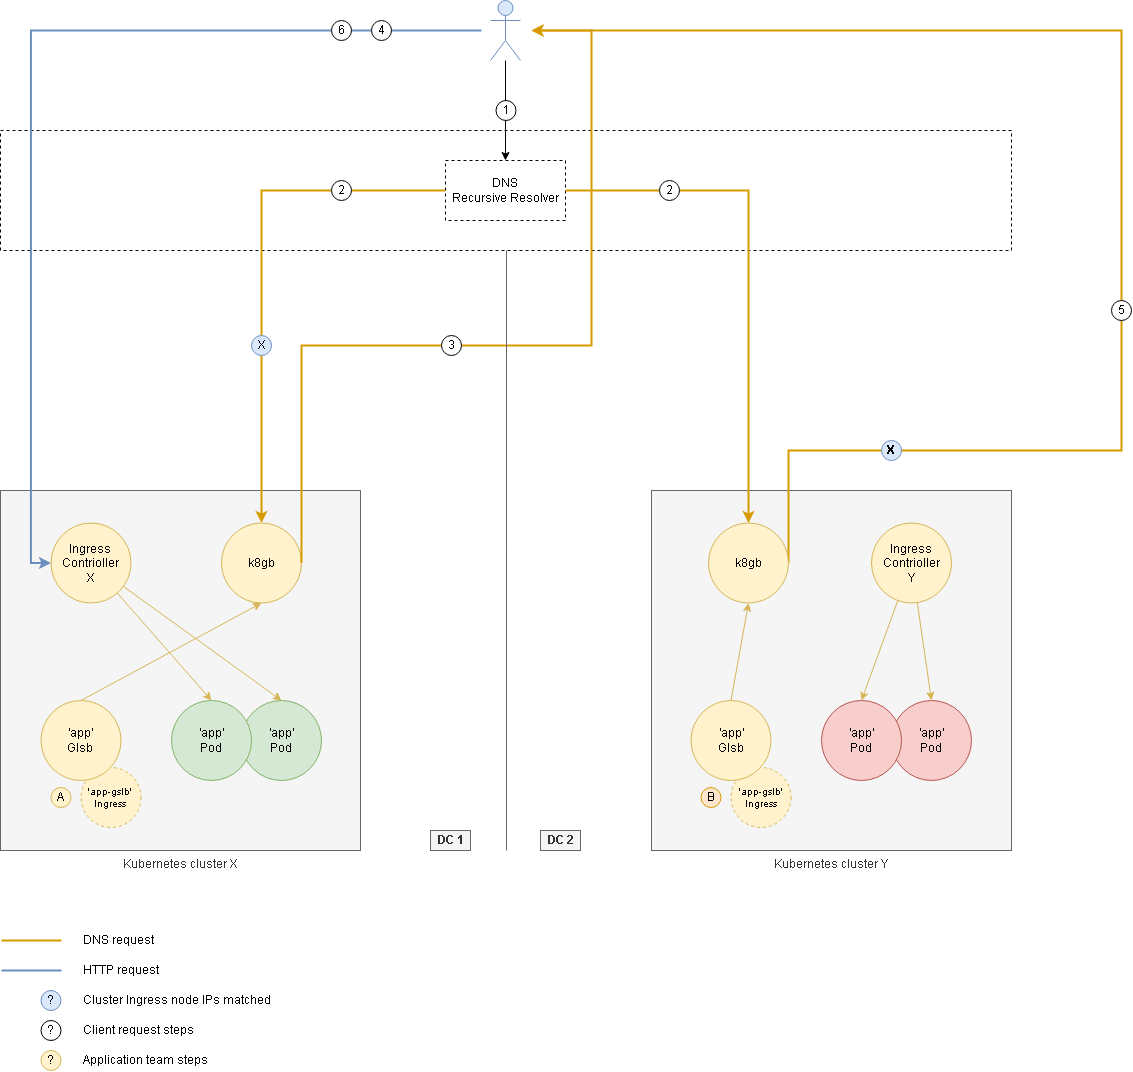 6
4
1
DNS
Recursive Resolver
2
2
5
X
3
X
Ingress
Contrioller
X
k8gb
k8gb
Ingress
Controller
Y
'app'
Glsb
'app'
Pod
'app'
Pod
'app'
Glsb
'app'
Pod
'app'
Pod
A
'app-gslb'
Ingress
B
'app-gslb'
Ingress
DC 1
DC 2
Kubernetes cluster X
Kubernetes cluster Y
DNS request
HTTP request
?
Cluster Ingress node IPs matched
?
Client request steps
?
Application team steps